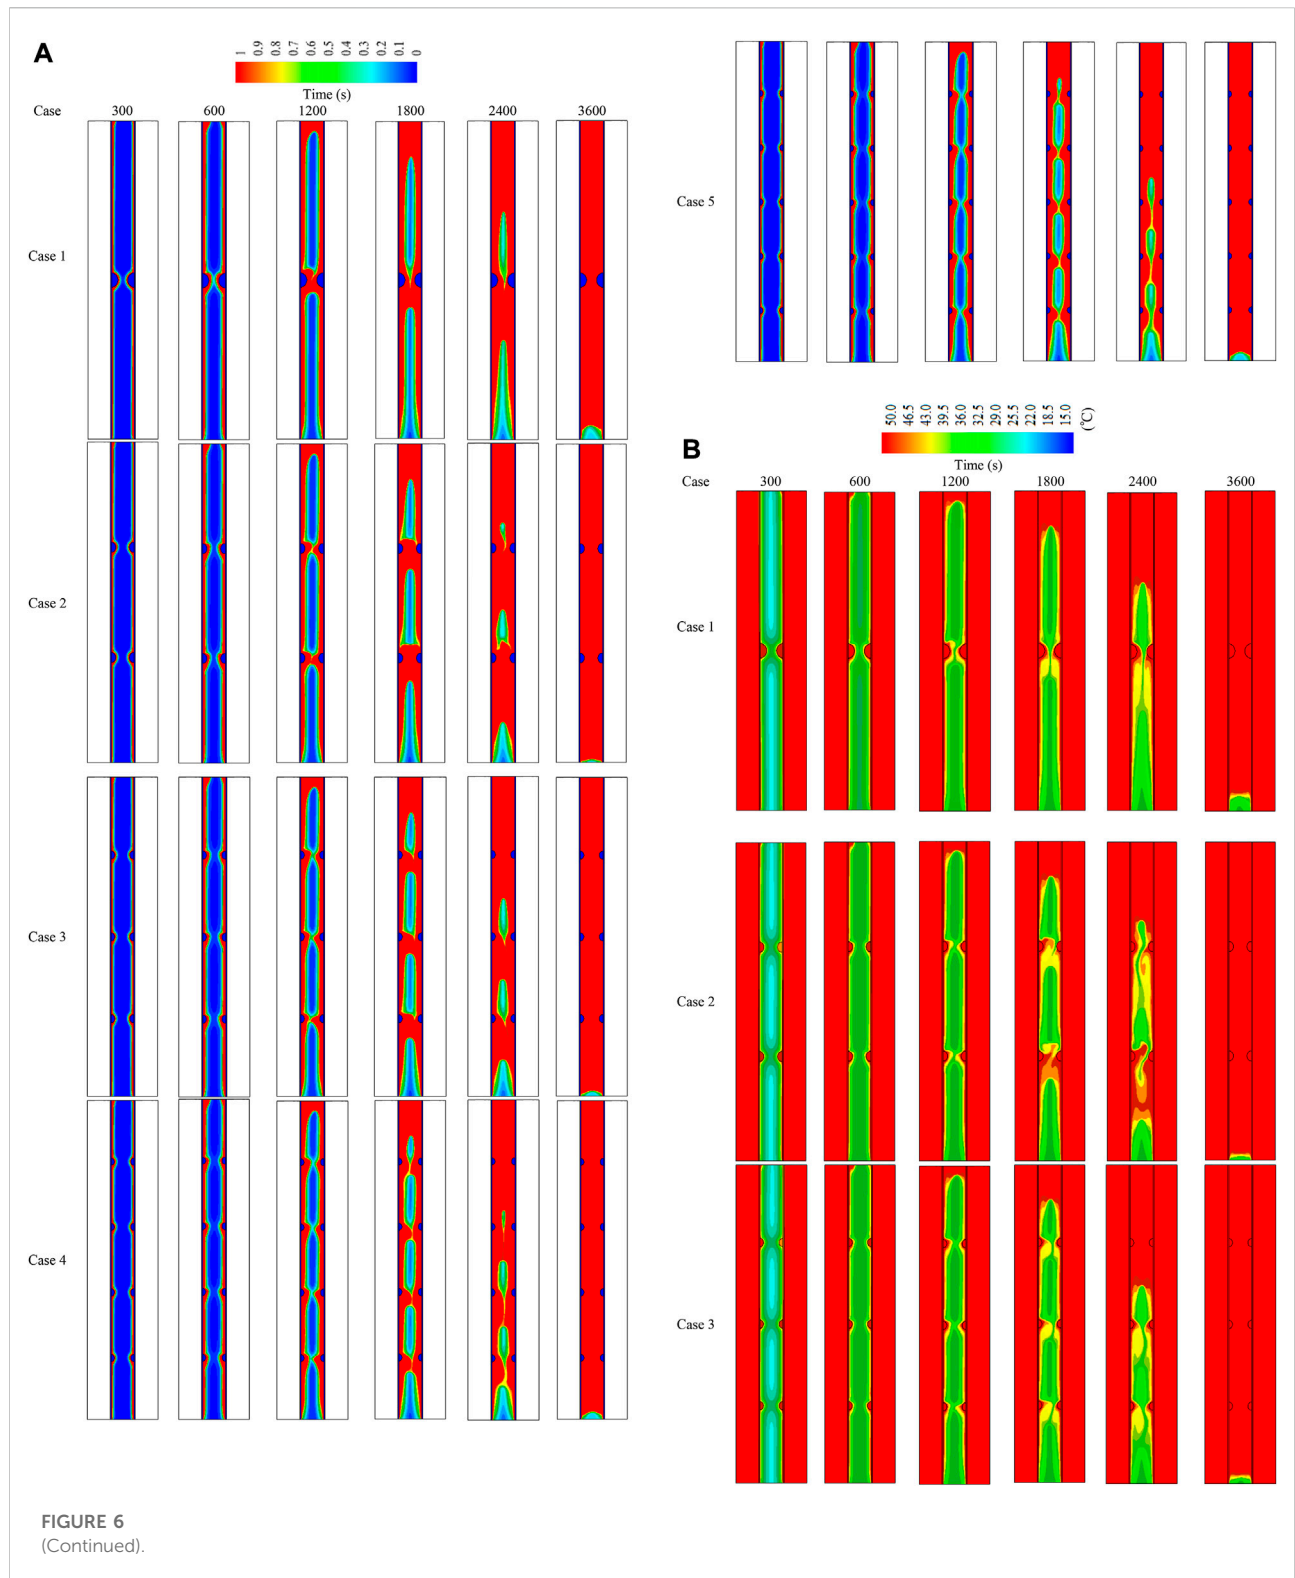 A
1 0.9 0.8 0.7 0.6 0.5 0.4 0.3 0.2 0.1 0
Time (s)
Case 300 600 1200 1800 2400 3600
Case 1
Case 2
Case 3
Case 4
Case 5
B
50.0 46.5 43.0 39.5 36.0 32.5 29.0 25.5 22.0 18.5 15.0 (℃)
Time (s)
Case 300 600 1200 1800 2400 3600
Case 1
Case 2
Case 3
FIGURE 6
(Continued).